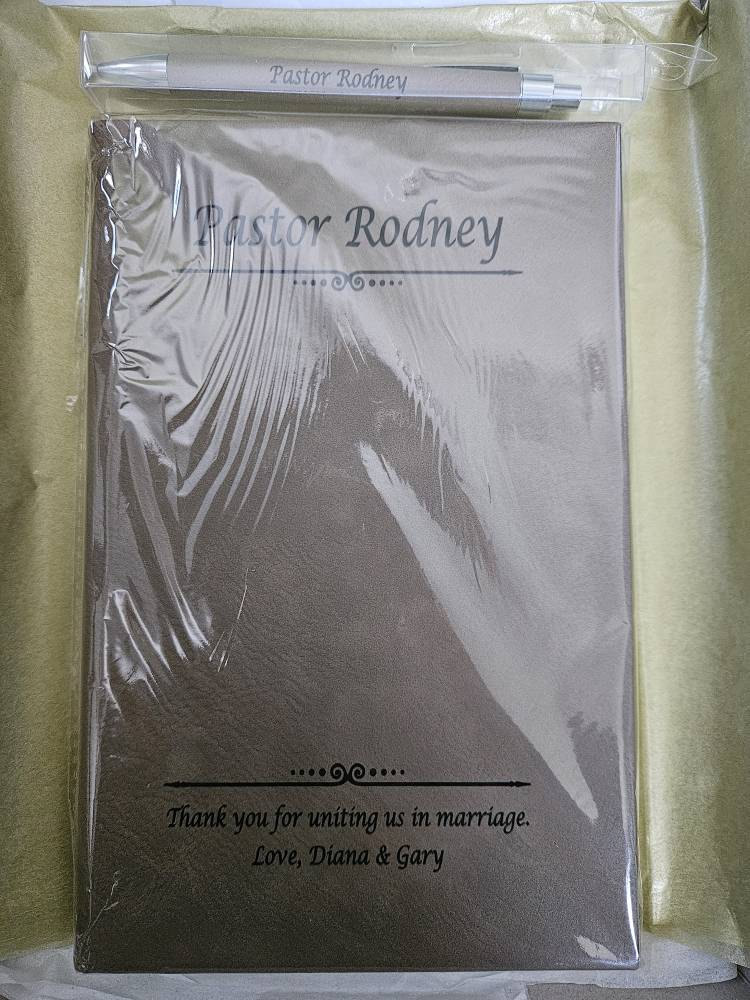 Pastor Rodney
Pastor Rodney
Thank you for uniting us in marriage.
Love, Diana & Gary